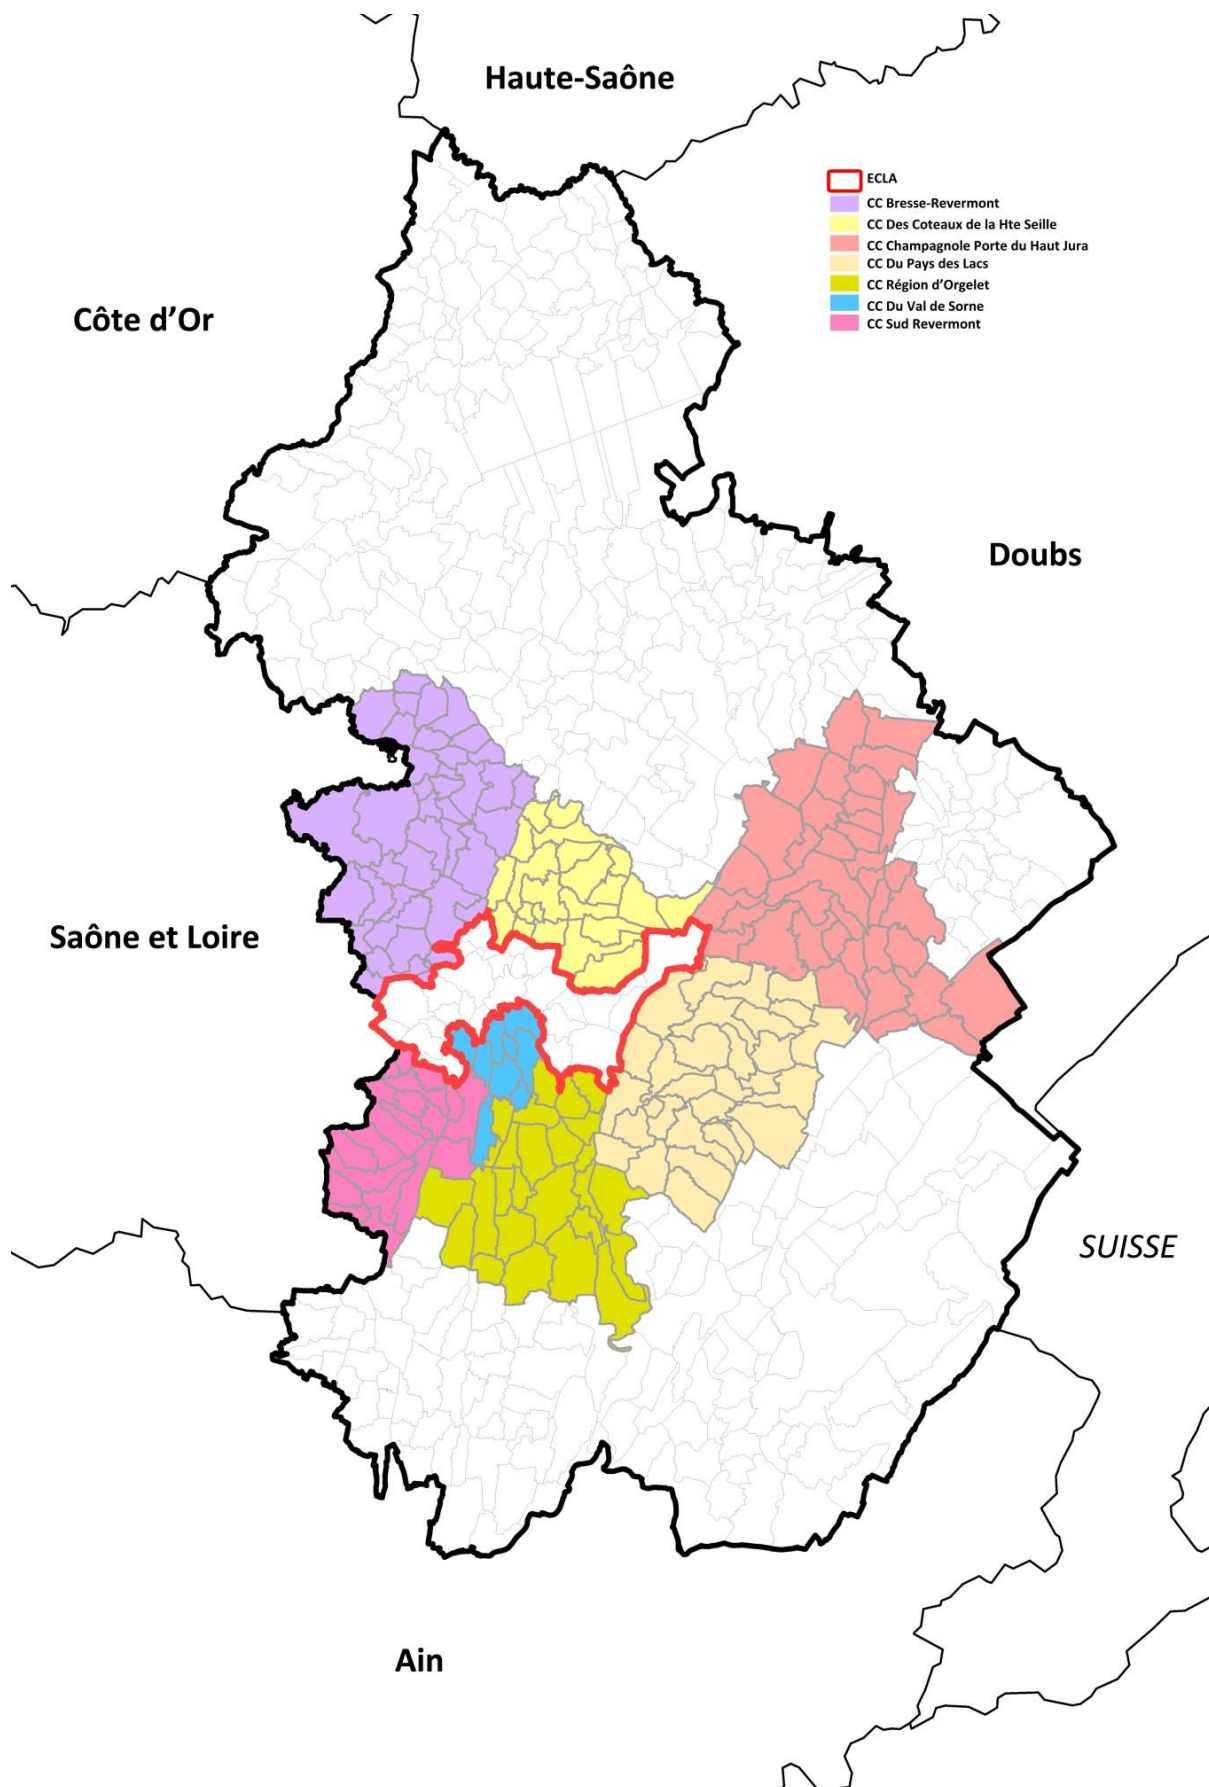 Haute-Saône
ECLA
CC Bresse-Revermont
CC Des Coteaux de la Hte Seille
CC Champagnole Porte du Haut Jura
CC Du Pays des Lacs
CC Région d’Orgelet
CC Du Val de Sorne
CC Sud Revermont
Côte d’Or
Doubs
Saône et Loire
SUISSE
Ain